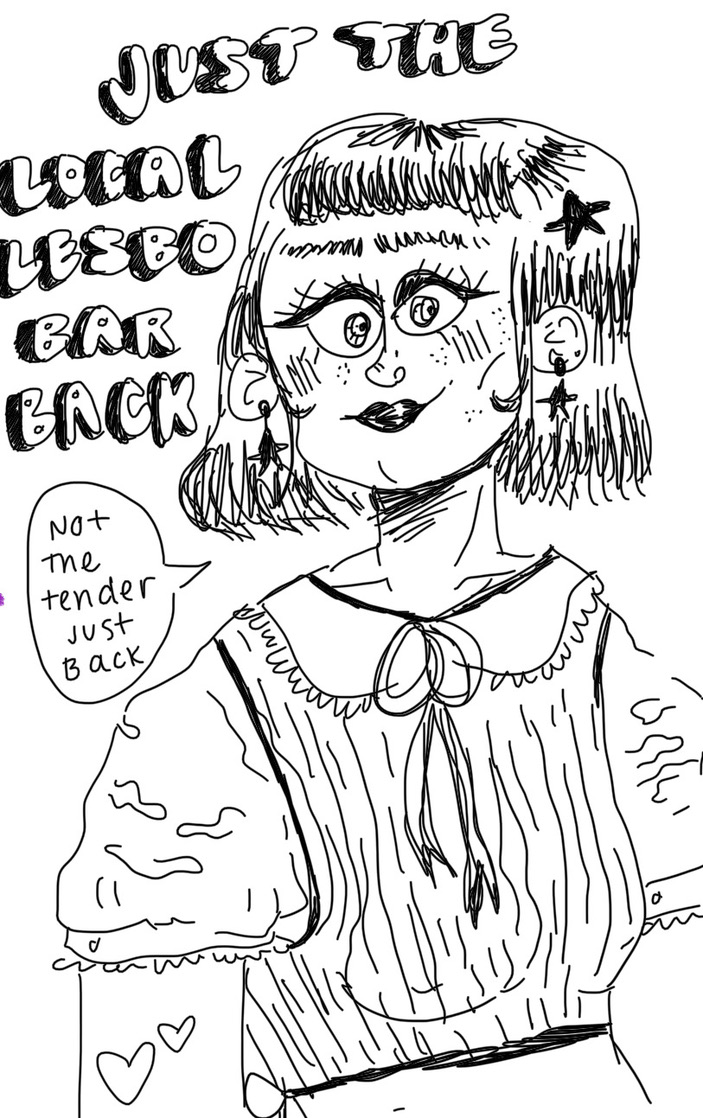 JUST THE
LOCAL
LESBO
BAR
BACK
Not
the
tender
just
Back